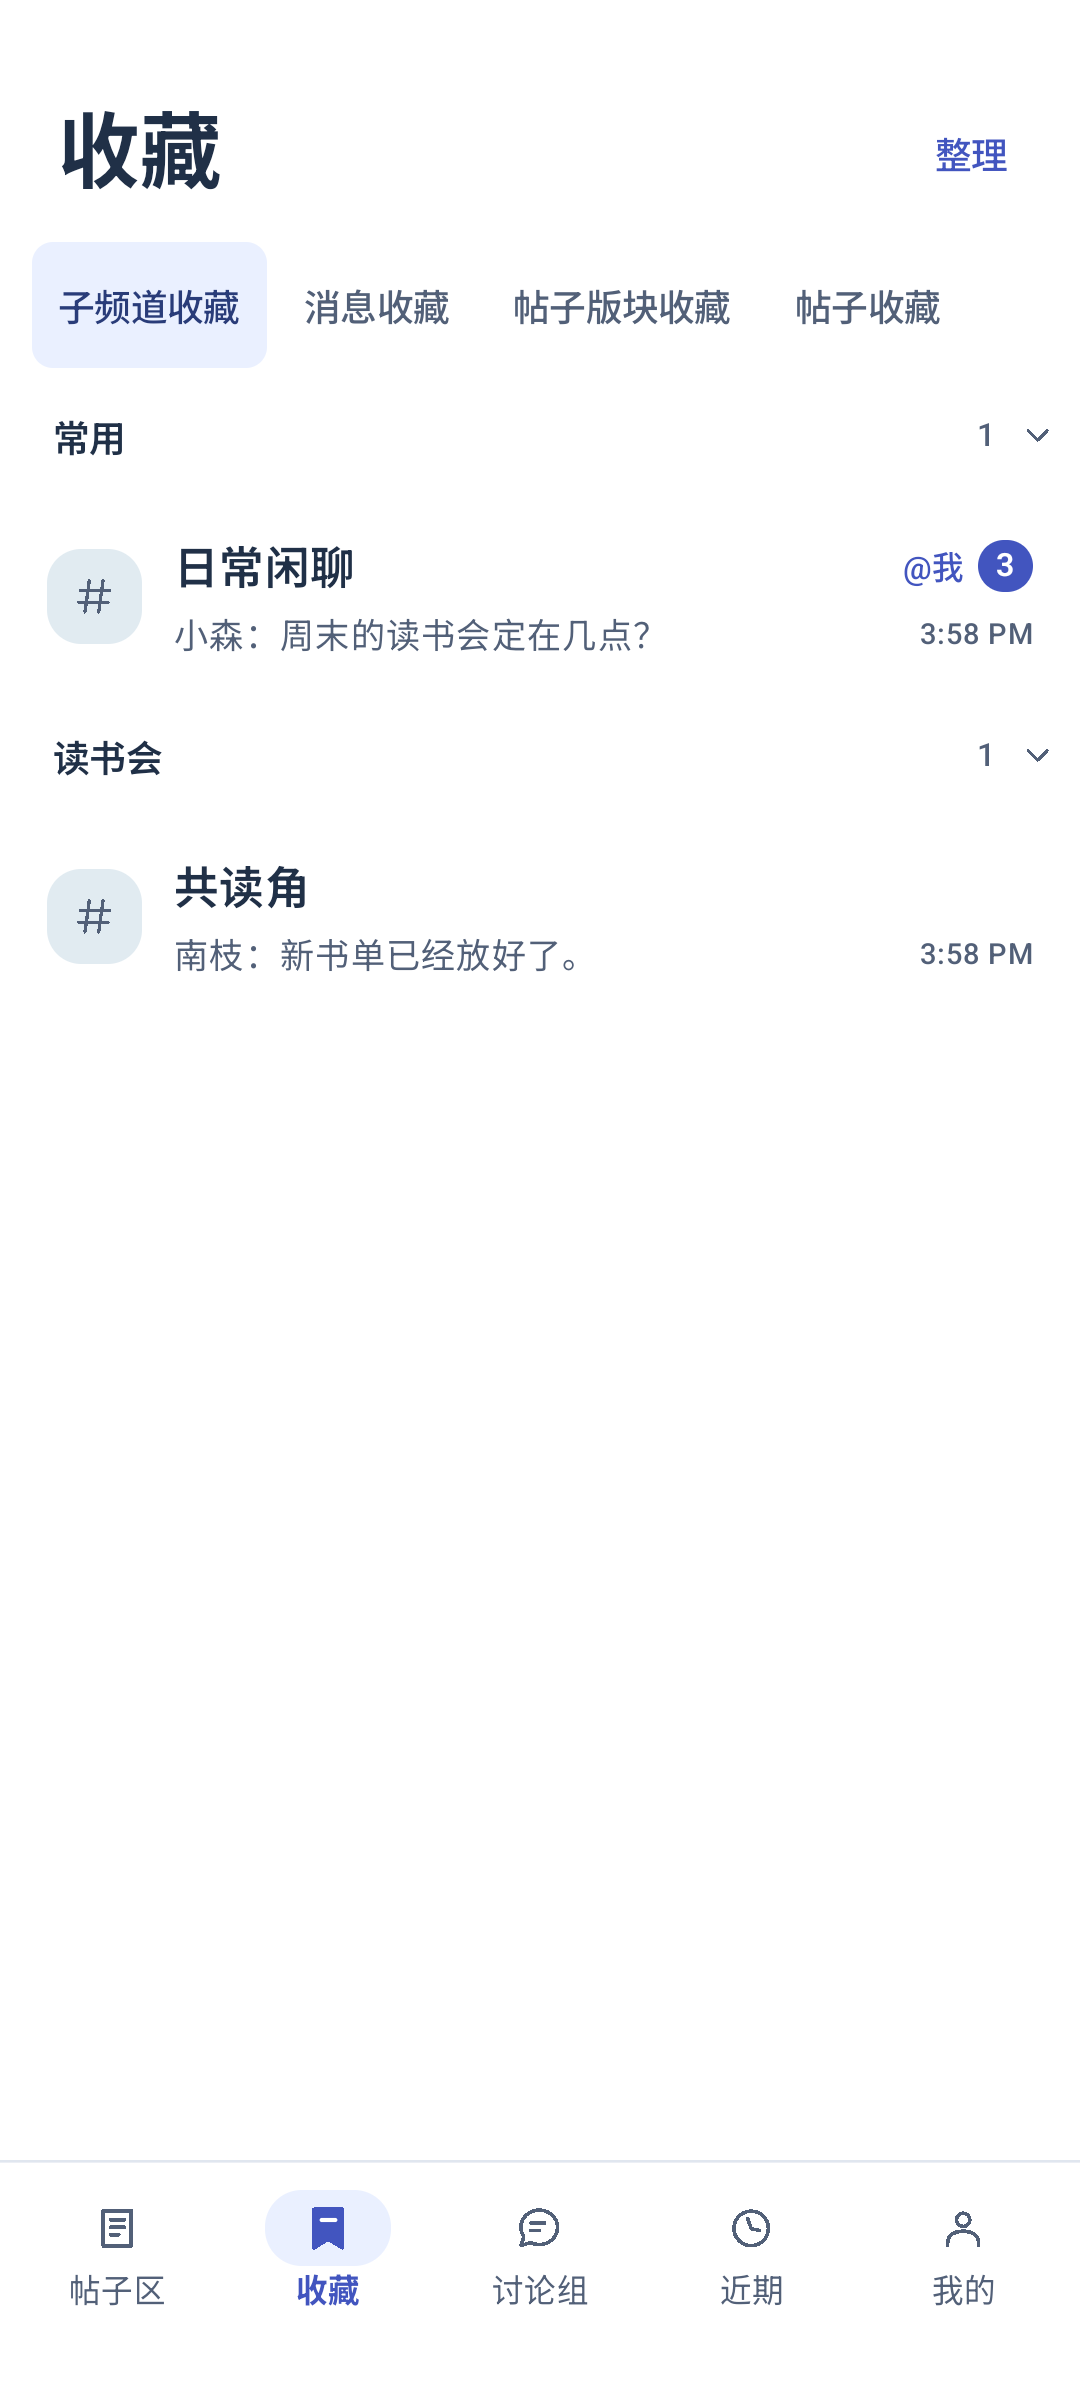 收藏
整理
子频道收藏 消息收藏 帖子版块收藏 帖子收藏
常用 1
日常闲聊 @我 3
小森：周末的读书会定在几点？ 3:58 PM
读书会 1
共读角
南枝：新书单已经放好了。 3:58 PM
帖子区 收藏 讨论组 近期 我的